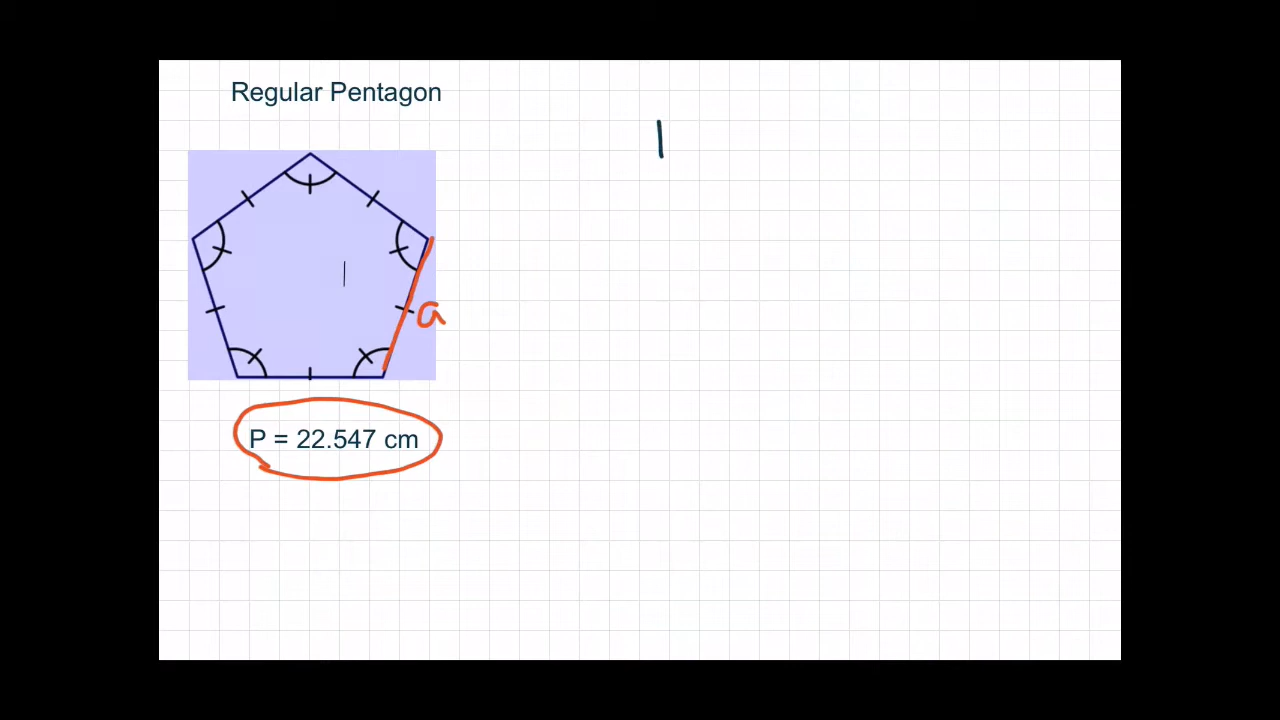 Regular Pentagon
a
P = 22.547 cm